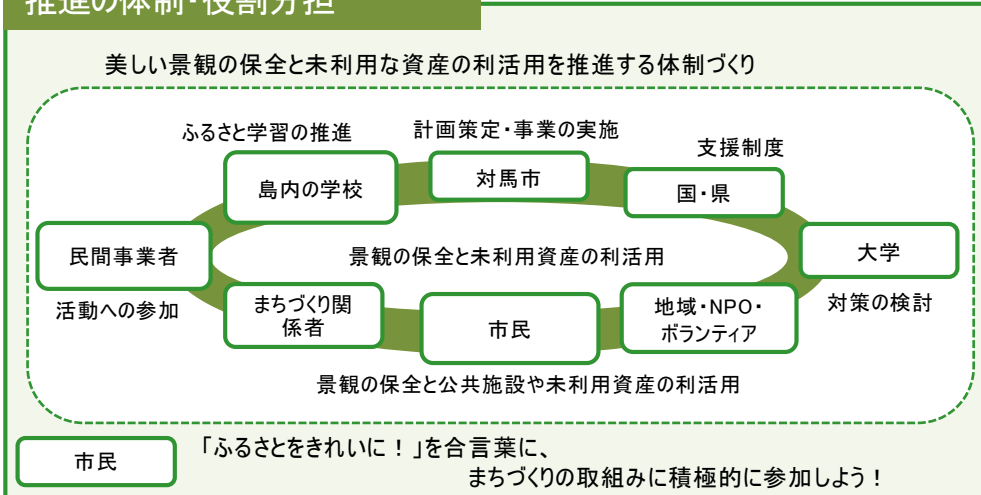 推進の体制・役割分担
美しい景観の保全と未利用な資産の利活用を推進する体制づくり
ふるさと学習の推進
計画策定・事業の実施
支援制度
島内の学校
対馬市
国・県
民間事業者
景観の保全と未利用資産の利活用
大学
活動への参加
まちづくり関
係者
市民
地域・NPO・
ボランティア
対策の検討
景観の保全と公共施設や未利用資産の利活用
市民
「ふるさとをきれいに！」を合言葉に、
まちづくりの取組みに積極的に参加しよう！